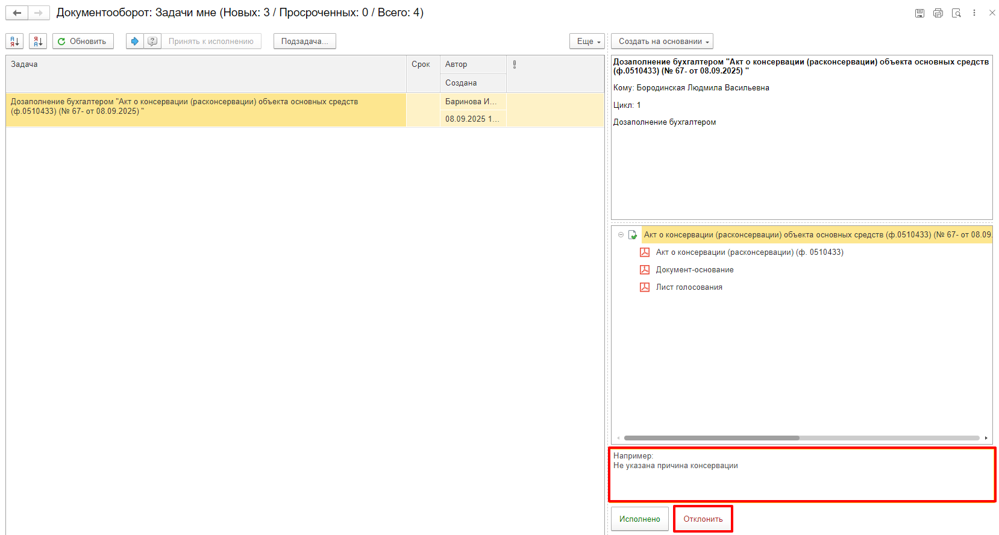 Документооборот: Задачи мне (Новых: 3 / Просроченных: 0 / Всего: 4)
Обновить
Принять к исполнению
Подзадача...
Еще
Создать на основании
Задача
Срок
Автор
Создана
Дозаполнение бухгалтером "Акт о консервации (расконсервации) объекта основных средств
(ф.0510433) (№ 67- от 08.09.2025) "
Баринова И...
08.09.2025 1...
Дозаполнение бухгалтером "Акт о консервации (расконсервации) объекта основных средств
(ф.0510433) (№ 67- от 08.09.2025) "
Кому: Бородинская Людмила Васильевна
Цикл: 1
Дозаполнение бухгалтером
Акт о консервации (расконсервации) объекта основных средств (ф.0510433) (№ 67- от 08.09.
Акт о консервации (расконсервации) (ф. 0510433)
Документ-основание
Лист голосования
Например:
Не указана причина консервации
Исполнено
Отклонить